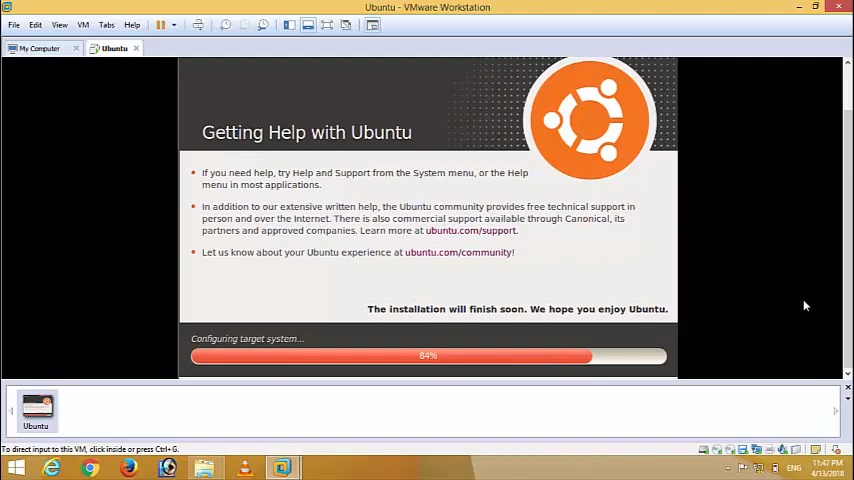 Ubuntu - VMware Workstation
File Edit View VM Tabs Help
My Computer Ubuntu
Getting Help with Ubuntu
If you need help, try Help and Support from the System menu, or the Help
menu in most applications.
In addition to our extensive written help, the Ubuntu community provides free technical support in
person and over the Internet. There is also commercial support available through Canonical, its
partners and approved companies. Learn more at ubuntu.com/support.
Let us know about your Ubuntu experience at ubuntu.com/community!
The installation will finish soon. We hope you enjoy Ubuntu.
Configuring target system...
84%
Ubuntu
To direct input to this VM, click inside or press Ctrl+G.
ENG
11:47 PM
4/13/2018